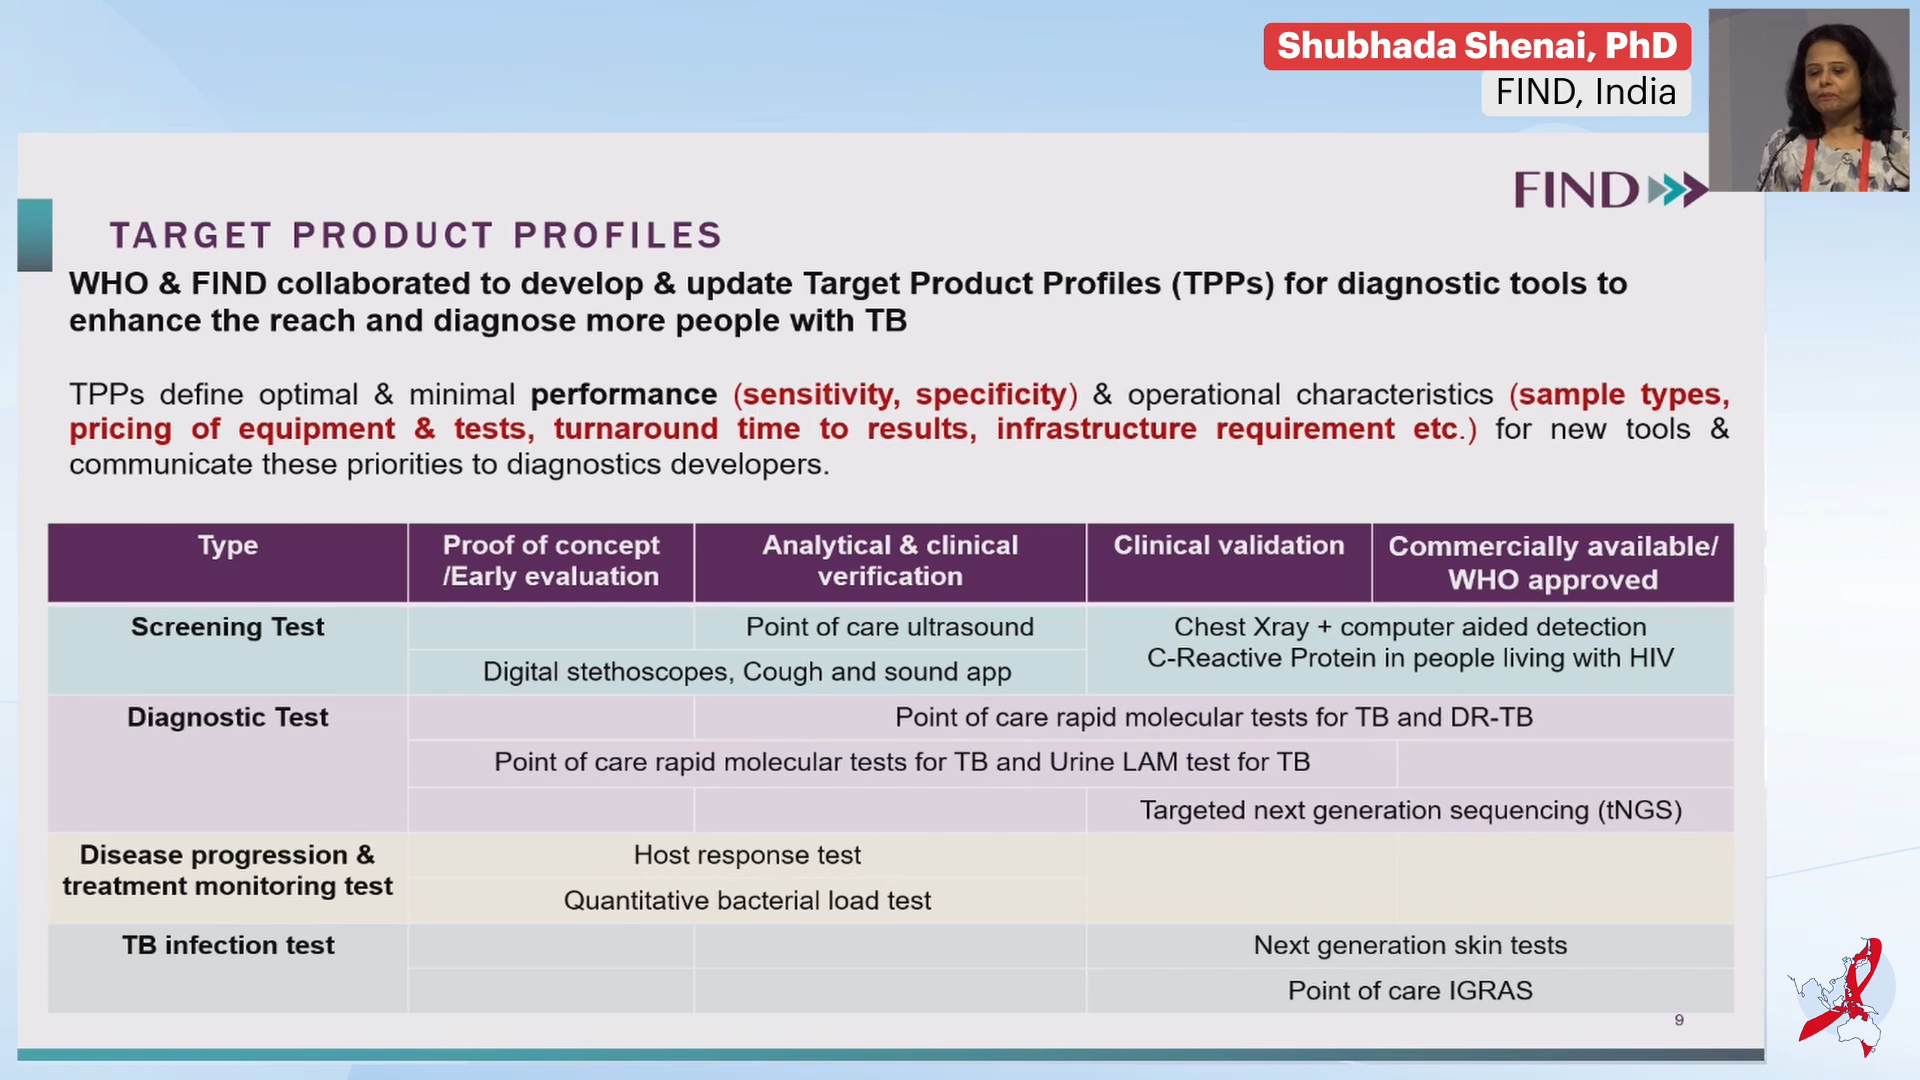 Shubhada Shenai, PhD
FIND, India
FIND
TARGET PRODUCT PROFILES
WHO & FIND collaborated to develop & update Target Product Profiles (TPPs) for diagnostic tools to
enhance the reach and diagnose more people with TB
TPPs define optimal & minimal performance (sensitivity, specificity) & operational characteristics (sample types,
pricing of equipment & tests, turnaround time to results, infrastructure requirement etc.) for new tools &
communicate these priorities to diagnostics developers.
Type
Proof of concept
/Early evaluation
Analytical & clinical
verification
Clinical validation
Commercially available/
WHO approved
Screening Test
Point of care ultrasound
Chest Xray + computer aided detection
C-Reactive Protein in people living with HIV
Digital stethoscopes, Cough and sound app
Diagnostic Test
Point of care rapid molecular tests for TB and DR-TB
Point of care rapid molecular tests for TB and Urine LAM test for TB
Targeted next generation sequencing (tNGS)
Disease progression &
treatment monitoring test
Host response test
Quantitative bacterial load test
TB infection test
Next generation skin tests
Point of care IGRAS
9